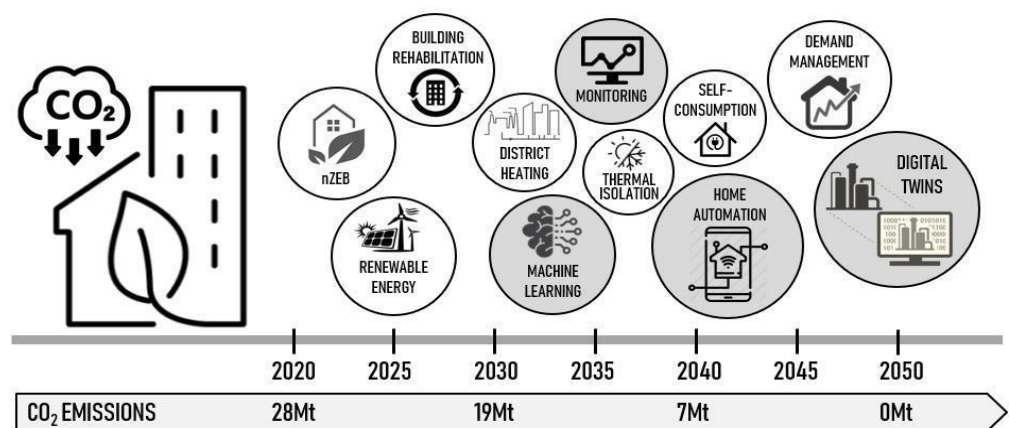 CO₂
nZEB
BUILDING
REHABILITATION
RENEWABLE
ENERGY
DISTRICT
HEATING
MACHINE
LEARNING
MONITORING
THERMAL
ISOLATION
SELF-
CONSUMPTION
HOME
AUTOMATION
DEMAND
MANAGEMENT
DIGITAL
TWINS
2020 2025 2030 2035 2040 2045 2050
CO₂ EMISSIONS 28Mt 19Mt 7Mt 0Mt